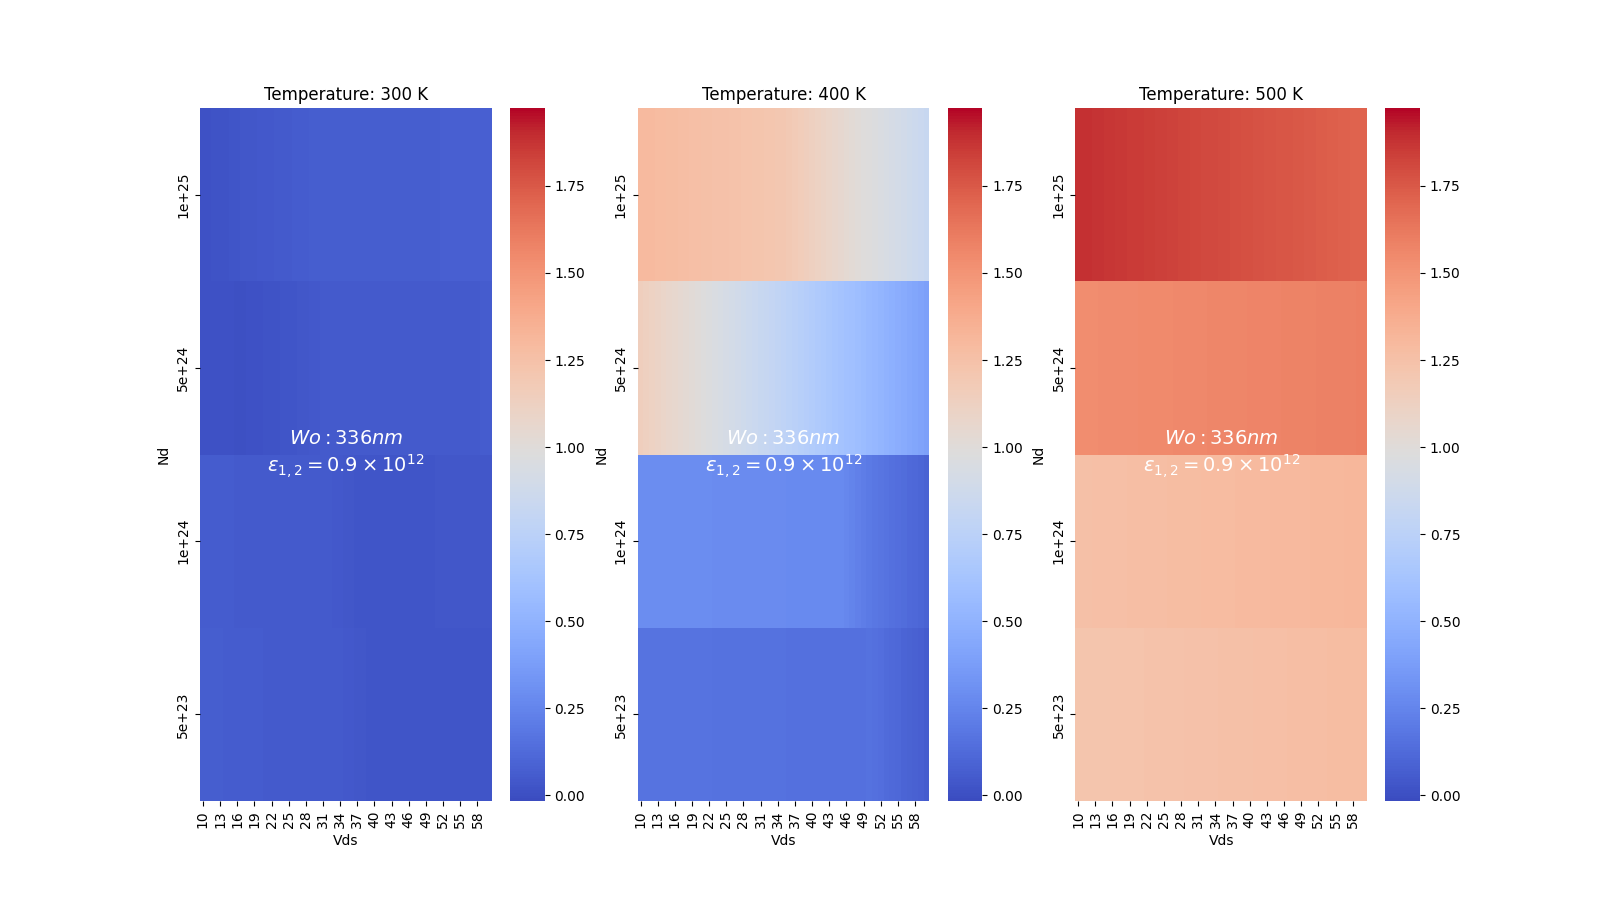 Temperature: 300 K
1e+25
5e+24
1e+24
5e+23
Nd
Wo : 336nm
ε1, 2 = 0.9 × 10^12
10 13 16 19 22 25 28 31 34 37 40 43 46 49 52 55 58
Vds
1.75
1.50
1.25
1.00
0.75
0.50
0.25
0.00
Temperature: 400 K
1e+25
5e+24
1e+24
5e+23
Nd
Wo : 336nm
ε1, 2 = 0.9 × 10^12
10 13 16 19 22 25 28 31 34 37 40 43 46 49 52 55 58
Vds
1.75
1.50
1.25
1.00
0.75
0.50
0.25
0.00
Temperature: 500 K
1e+25
5e+24
1e+24
5e+23
Nd
Wo : 336nm
ε1, 2 = 0.9 × 10^12
10 13 16 19 22 25 28 31 34 37 40 43 46 49 52 55 58
Vds
1.75
1.50
1.25
1.00
0.75
0.50
0.25
0.00